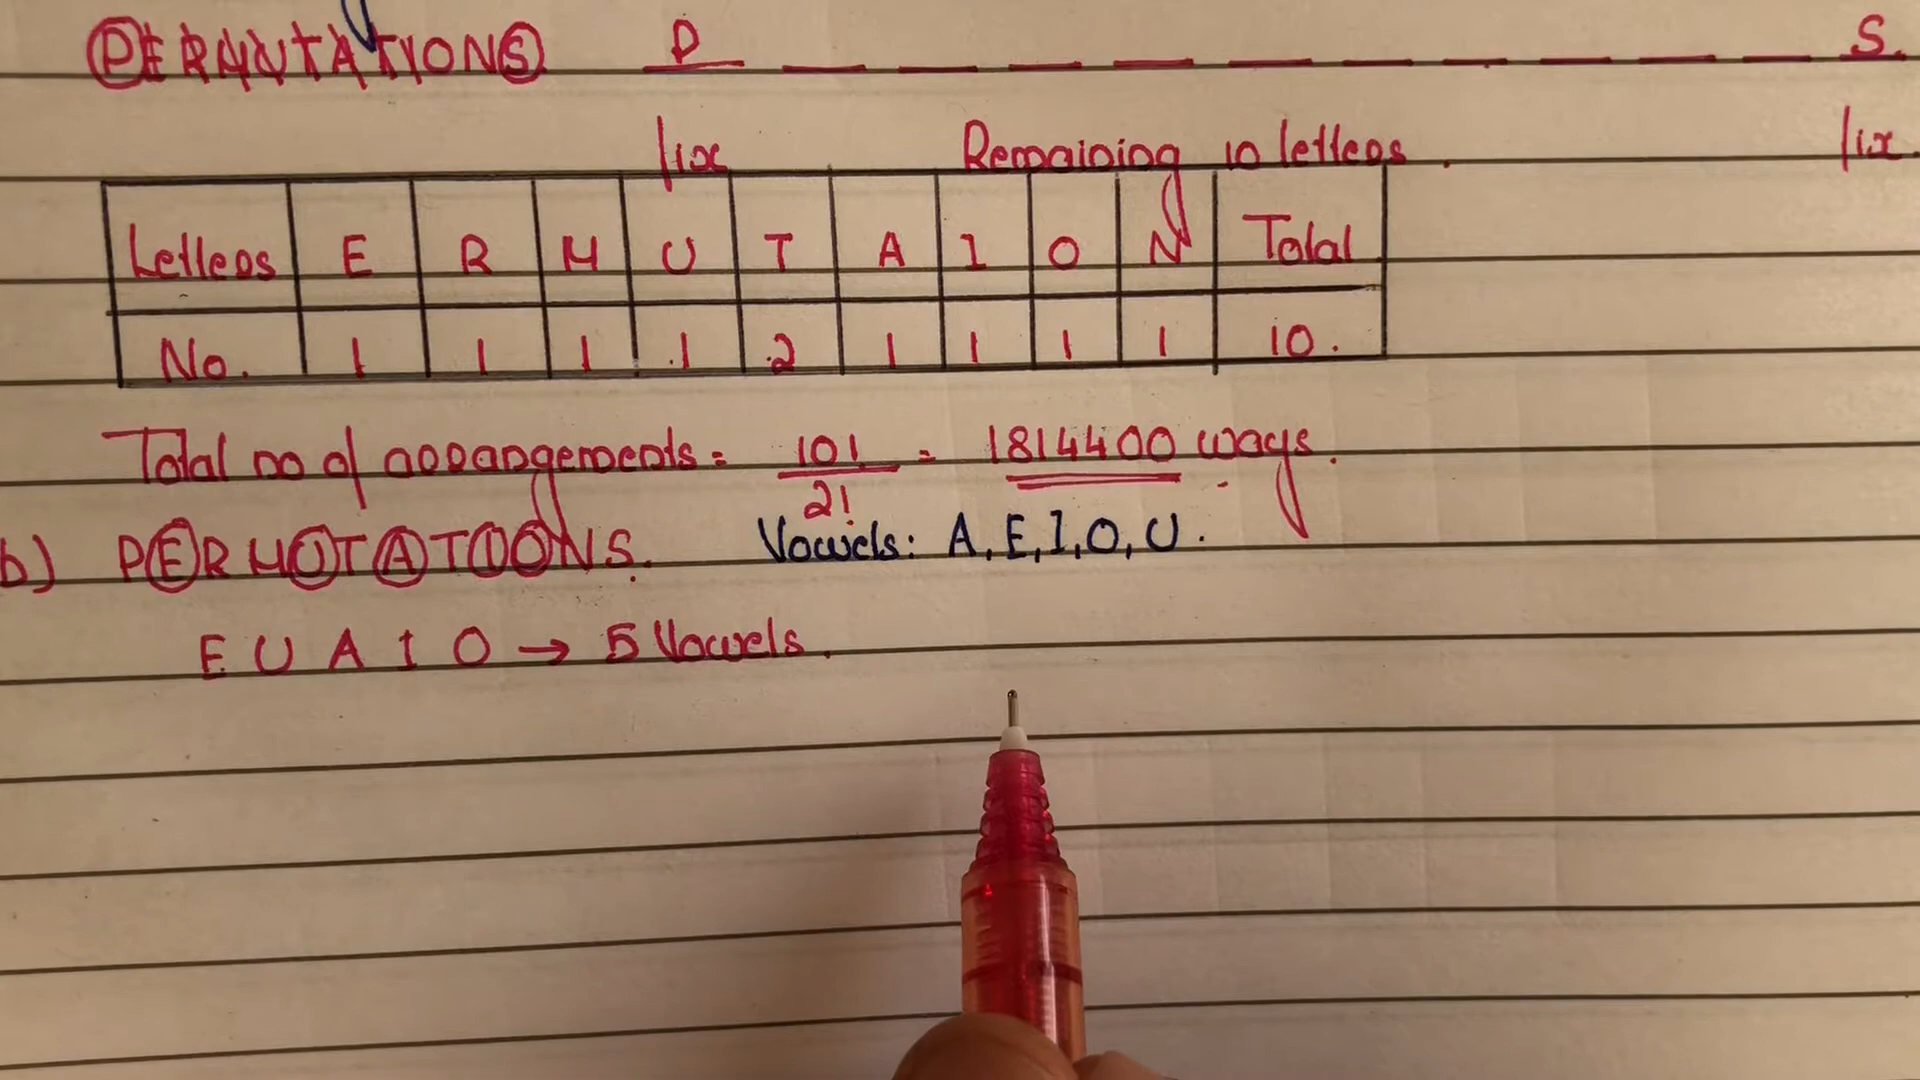 PERMUTATIONS P S.
fix Remaining 10 letters. fix.
Letters E R M U T A I O N Total
No. 1 1 1 1 2 1 1 1 1 10.
Total no of arrangements = 10! / 2! = 1814400 ways.
b) PERMUTATIONS. Vowels: A, E, I, O, U.
E U A I O → 5 Vowels.